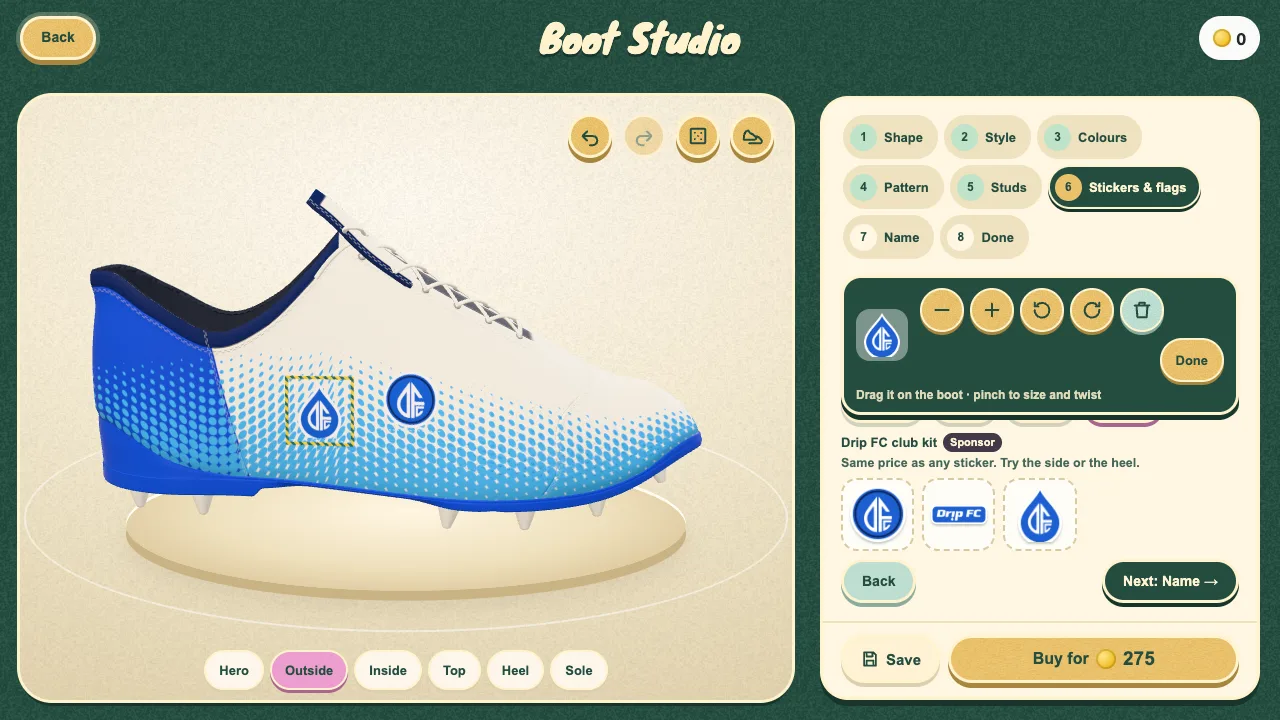 Back
Boot Studio
0
1 Shape
2 Style
3 Colours
4 Pattern
5 Studs
6 Stickers & flags
7 Name
8 Done
Done
Drag it on the boot · pinch to size and twist
Drip FC club kit Sponsor
Same price as any sticker. Try the side or the heel.
Drip FC
Back
Next: Name →
Hero
Outside
Inside
Top
Heel
Sole
Save
Buy for 275